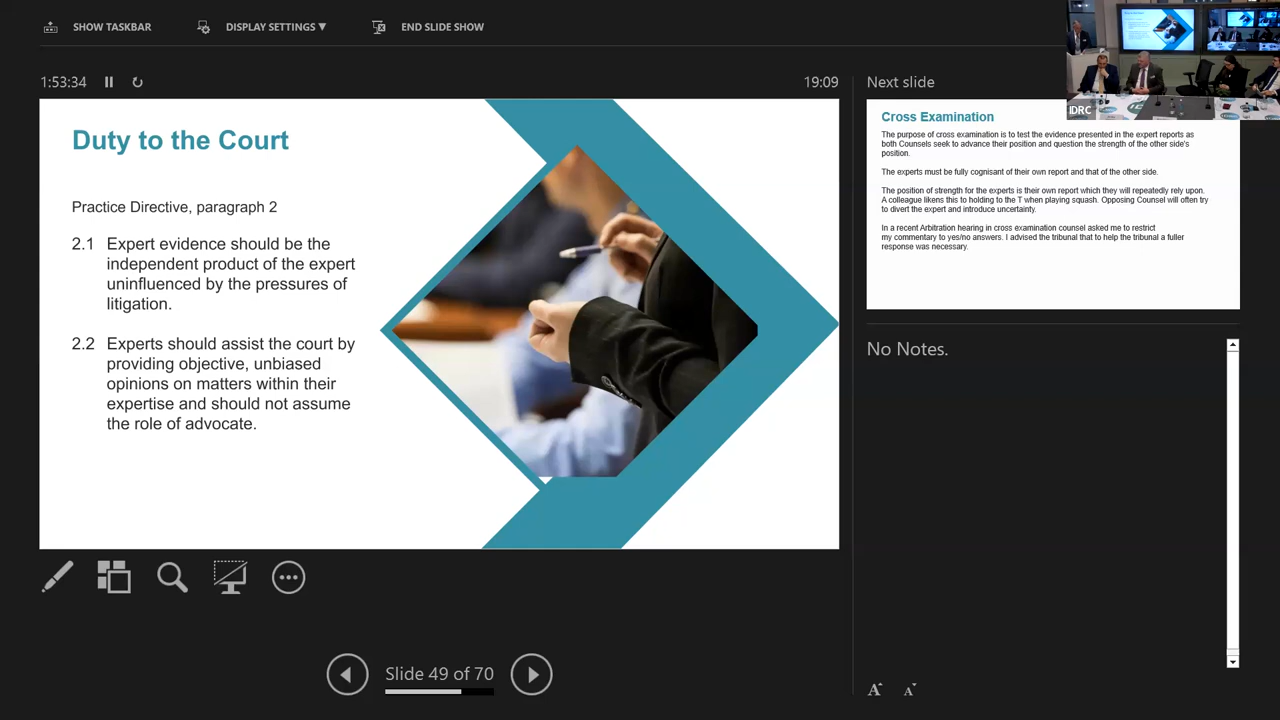 SHOW TASKBAR
DISPLAY SETTINGS ▼
END SLIDE SHOW
1:53:34
19:09
Next slide
IDRC
Duty to the Court
Practice Directive, paragraph 2
2.1 Expert evidence should be the
independent product of the expert
uninfluenced by the pressures of
litigation.
2.2 Experts should assist the court by
providing objective, unbiased
opinions on matters within their
expertise and should not assume
the role of advocate.
Cross Examination
The purpose of cross examination is to test the evidence presented in the expert reports as
both Counsels seek to advance their position and question the strength of the other side's
position.
The experts must be fully cognisant of their own report and that of the other side.
The position of strength for the experts is their own report which they will repeatedly rely upon.
A colleague likens this to holding to the T when playing squash. Opposing Counsel will often try
to divert the expert and introduce uncertainty.
In a recent Arbitration hearing in cross examination counsel asked me to restrict
my commentary to yes/no answers. I advised the tribunal that to help the tribunal a fuller
response was necessary.
No Notes.
Slide 49 of 70
A A